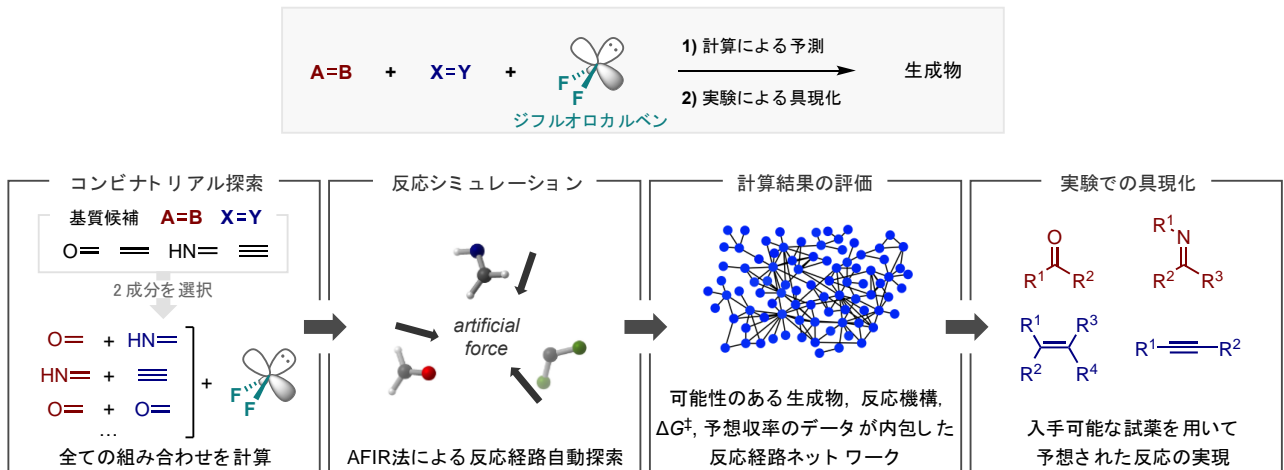 A=B + X=Y + F F 1) 計算による予測 生成物
ジフルオロカルベン 2) 実験による具現化
コンビナトリアル探索
基質候補 A=B X=Y
O HN
2成分を選択
O + HN
HN +
O + O
...
+ F F
全ての組み合わせを計算
反応シミュレーション
artificial
force
AFIR法による反応経路自動探索
計算結果の評価
可能性のある生成物, 反応機構,
ΔG‡, 予想収率のデータが内包した
反応経路ネットワーク
実験での具現化
O
R1 R2
R1 N
R2 R3
R1 R3
R2 R4
R1 R2
入手可能な試薬を用いて
予想された反応の実現